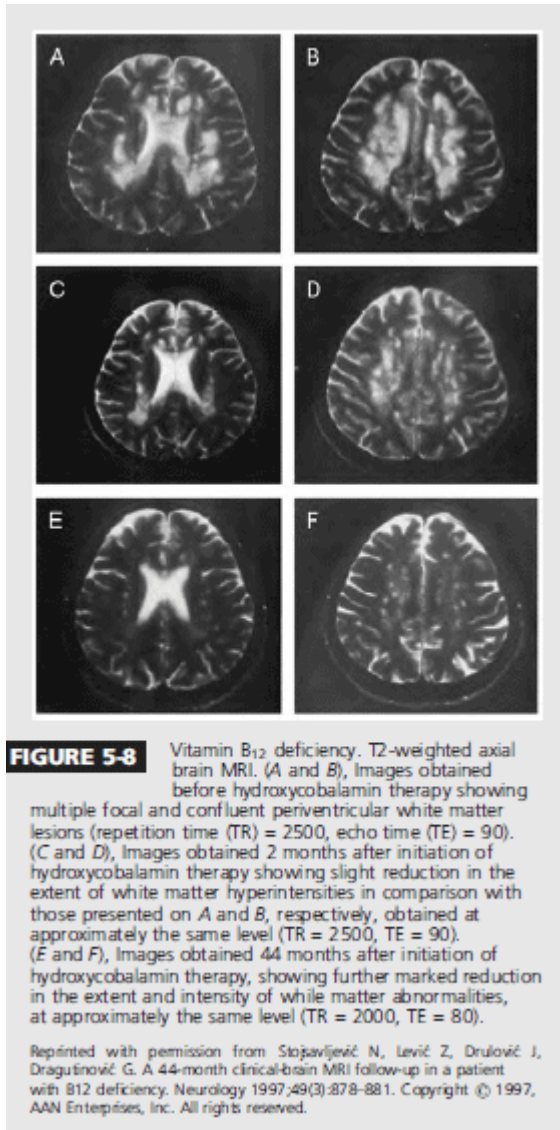 A
B
C
D
E
F
FIGURE 5-8 Vitamin B12 deficiency. T2-weighted axial
brain MRI. (A and B), Images obtained
before hydroxycobalamin therapy showing
multiple focal and confluent periventricular white matter
lesions (repetition time (TR) = 2500, echo time (TE) = 90).
(C and D), Images obtained 2 months after initiation of
hydroxycobalamin therapy showing slight reduction in the
extent of white matter hyperintensities in comparison with
those presented on A and B, respectively, obtained at
approximately the same level (TR = 2500, TE = 90).
(E and F), Images obtained 44 months after initiation of
hydroxycobalamin therapy, showing further marked reduction
in the extent and intensity of while matter abnormalities,
at approximately the same level (TR = 2000, TE = 80).
Reprinted with permission from Stojsavljević N, Lević Z, Drulović J,
Dragutinović G. A 44-month clinical-brain MRI follow-up in a patient
with B12 deficiency. Neurology 1997;49(3):878-881. Copyright © 1997,
AAN Enterprises, Inc. All rights reserved.